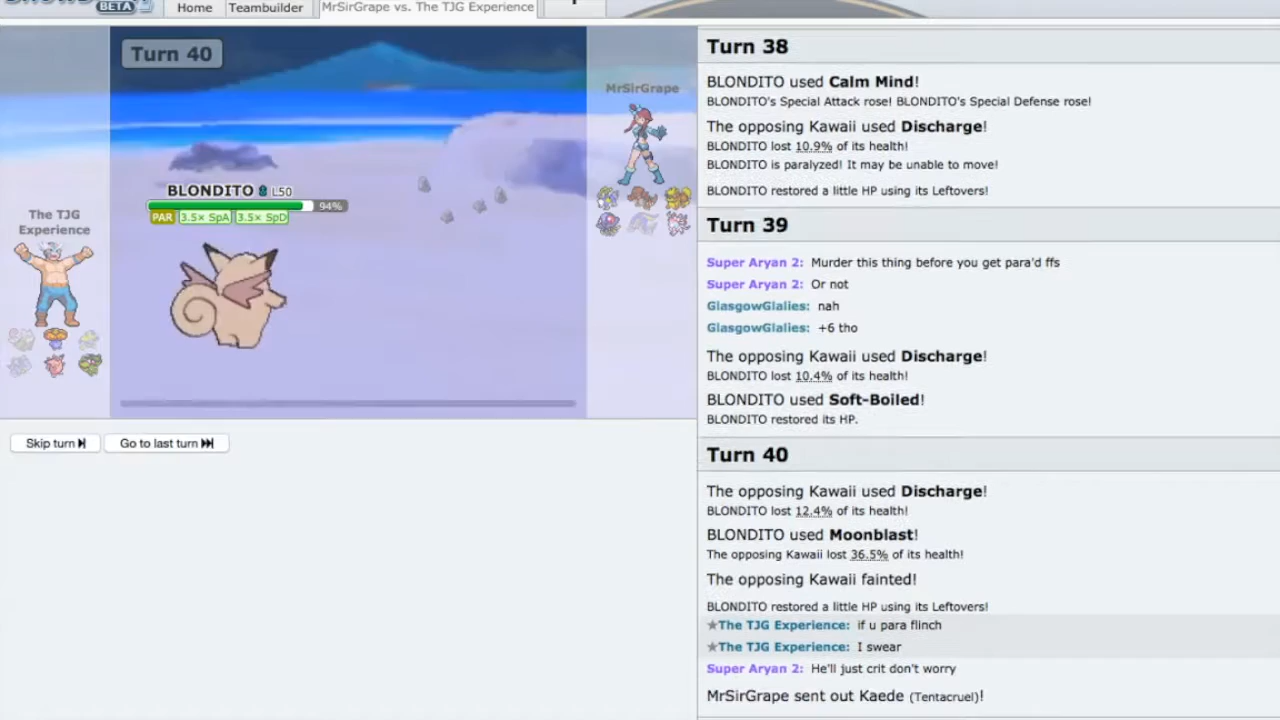 BETA
Home
Teambuilder
MrSirGrape vs. The TJG Experience
Turn 40
MrSirGrape
BLONDITO L50
94%
PAR 3.5× SpA 3.5× SpD
The TJG
Experience
Skip turn
Go to last turn
Turn 38
BLONDITO used Calm Mind!
BLONDITO's Special Attack rose! BLONDITO's Special Defense rose!
The opposing Kawaii used Discharge!
BLONDITO lost 10.9% of its health!
BLONDITO is paralyzed! It may be unable to move!
BLONDITO restored a little HP using its Leftovers!
Turn 39
Super Aryan 2: Murder this thing before you get para'd ffs
Super Aryan 2: Or not
GlasgowGlalies: nah
GlasgowGlalies: +6 tho
The opposing Kawaii used Discharge!
BLONDITO lost 10.4% of its health!
BLONDITO used Soft-Boiled!
BLONDITO restored its HP.
Turn 40
The opposing Kawaii used Discharge!
BLONDITO lost 12.4% of its health!
BLONDITO used Moonblast!
The opposing Kawaii lost 36.5% of its health!
The opposing Kawaii fainted!
BLONDITO restored a little HP using its Leftovers!
★The TJG Experience: if u para flinch
★The TJG Experience: I swear
Super Aryan 2: He'll just crit don't worry
MrSirGrape sent out Kaede (Tentacruel)!